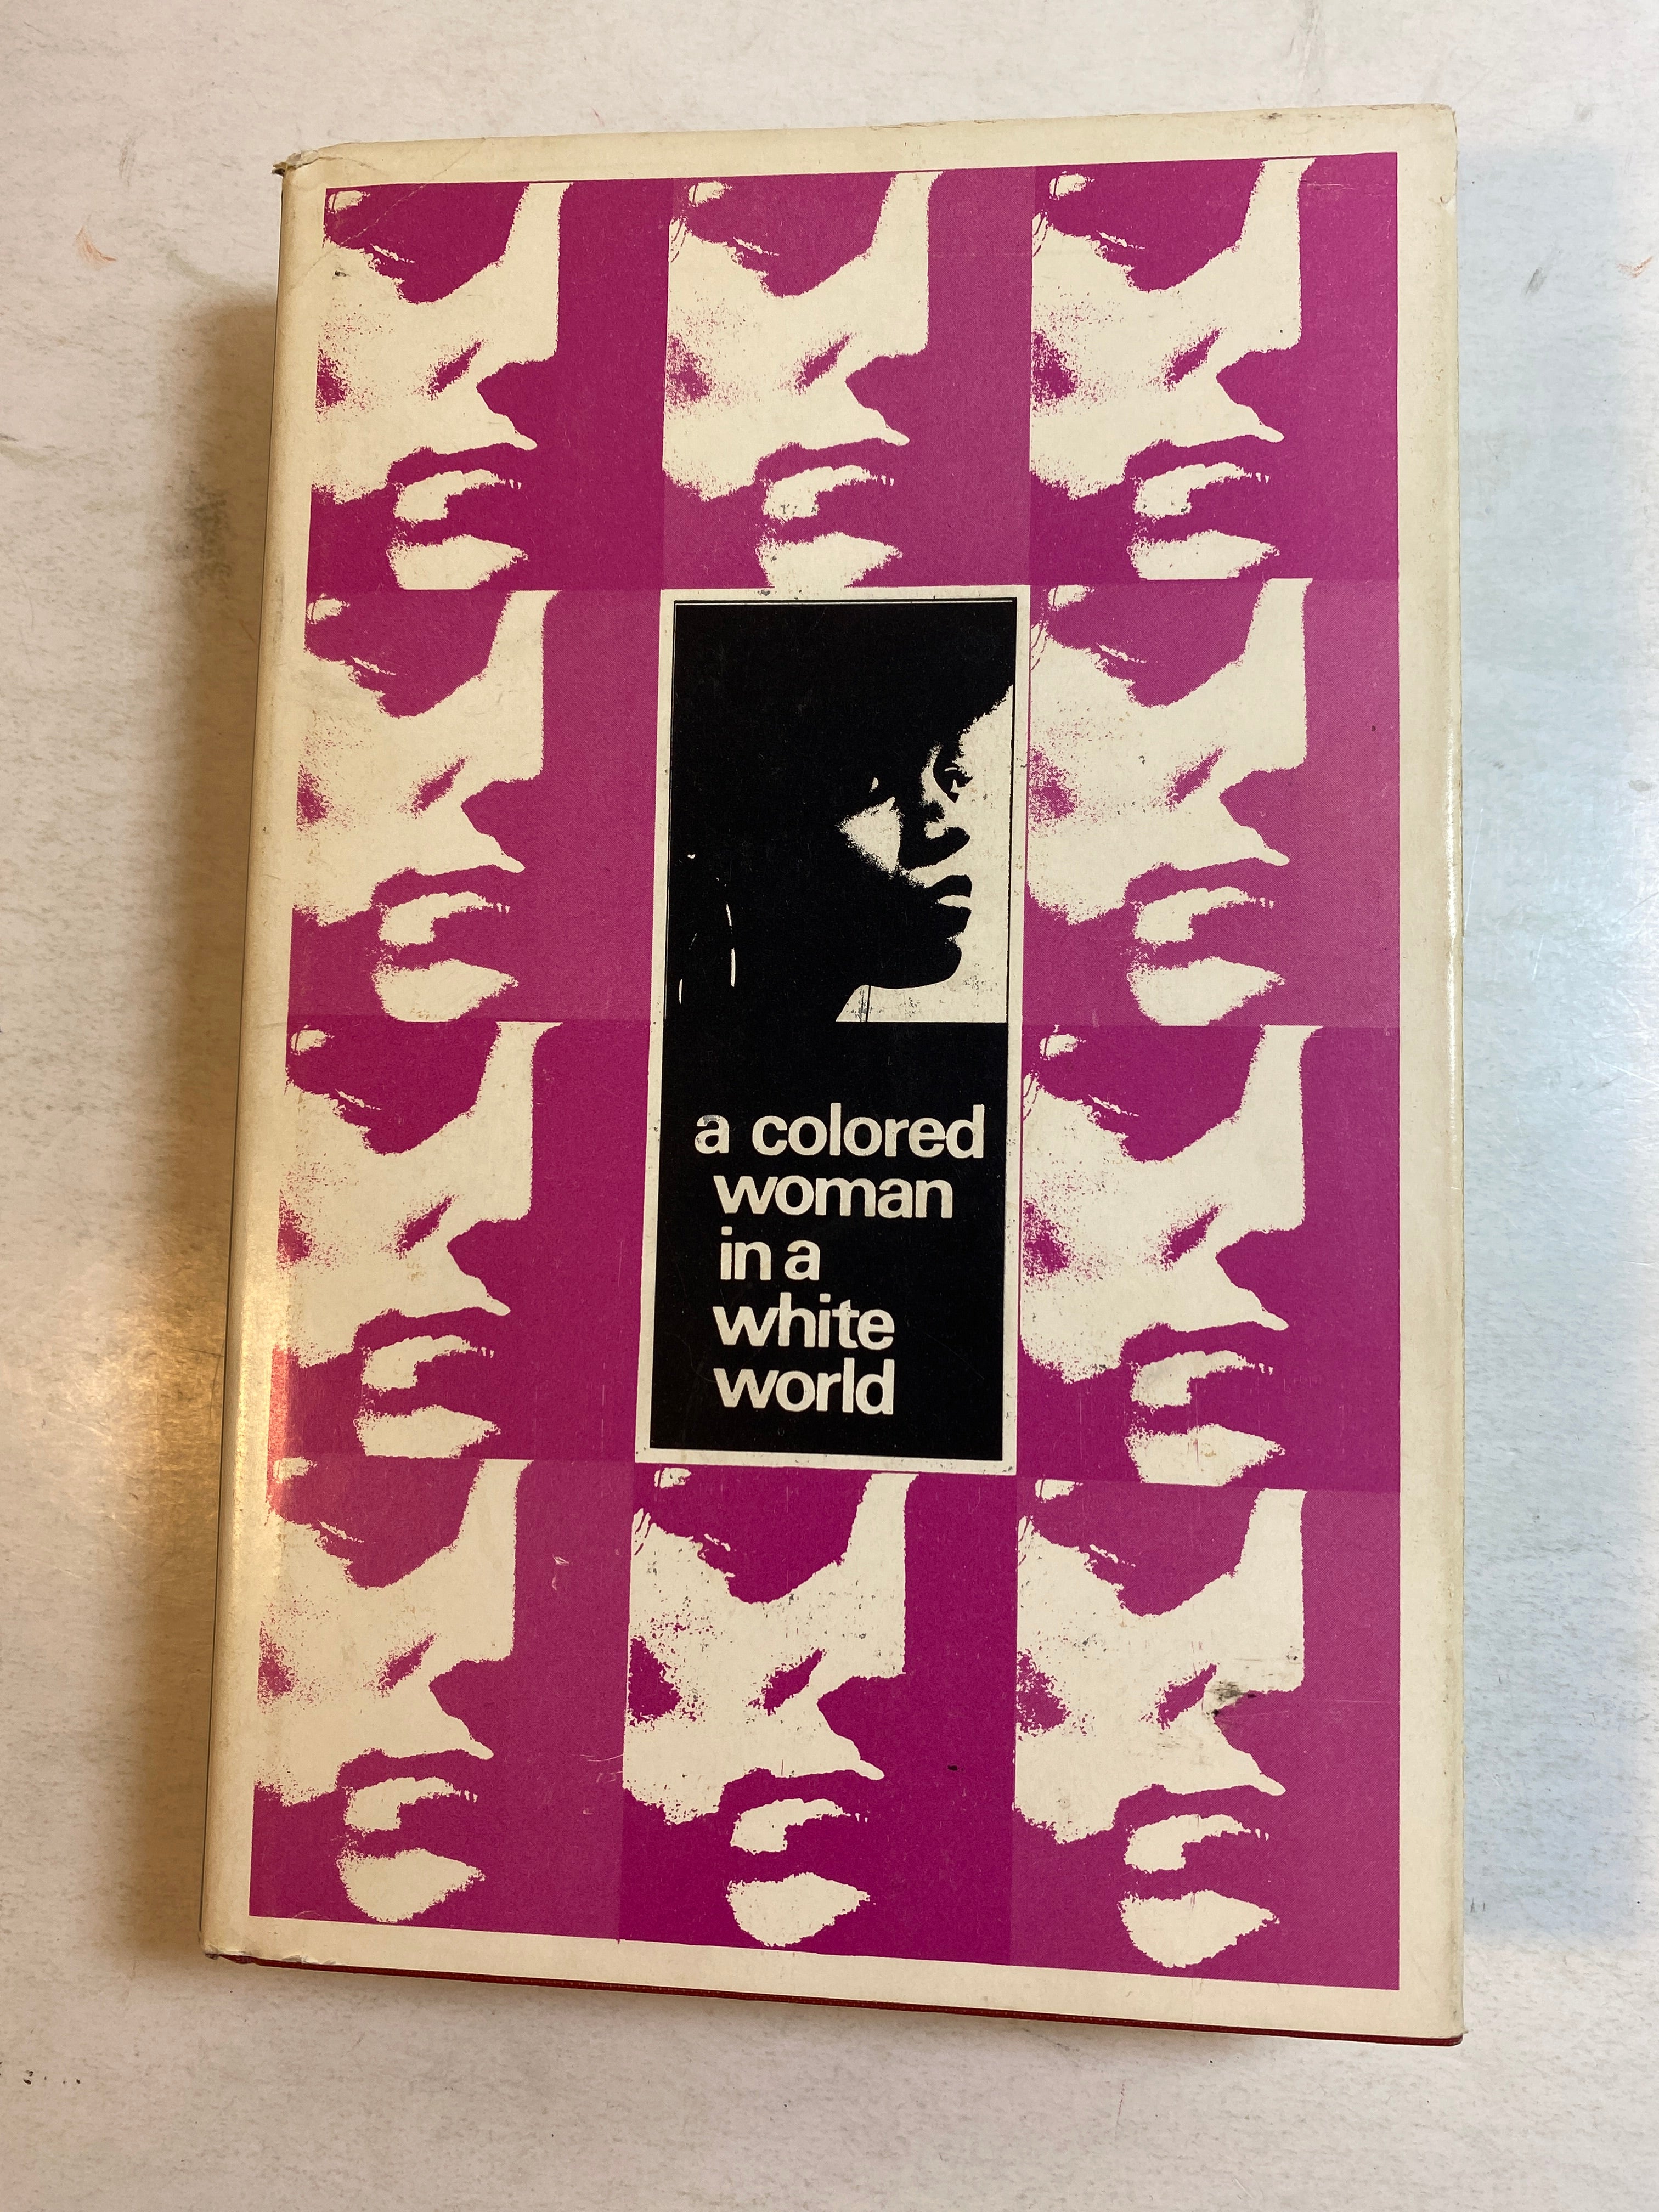 a colored
woman
in a
white
world